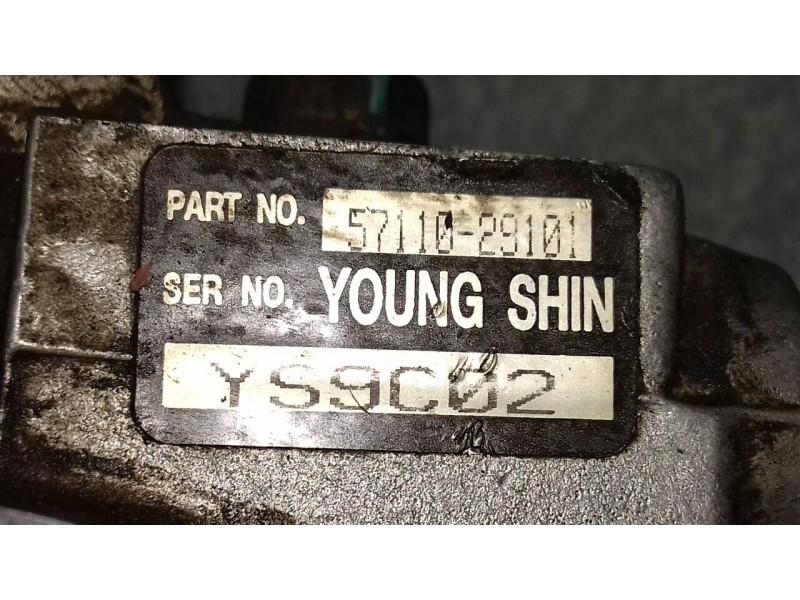 PART NO. 57110-29101
SER NO. YOUNG SHIN
YS9C02